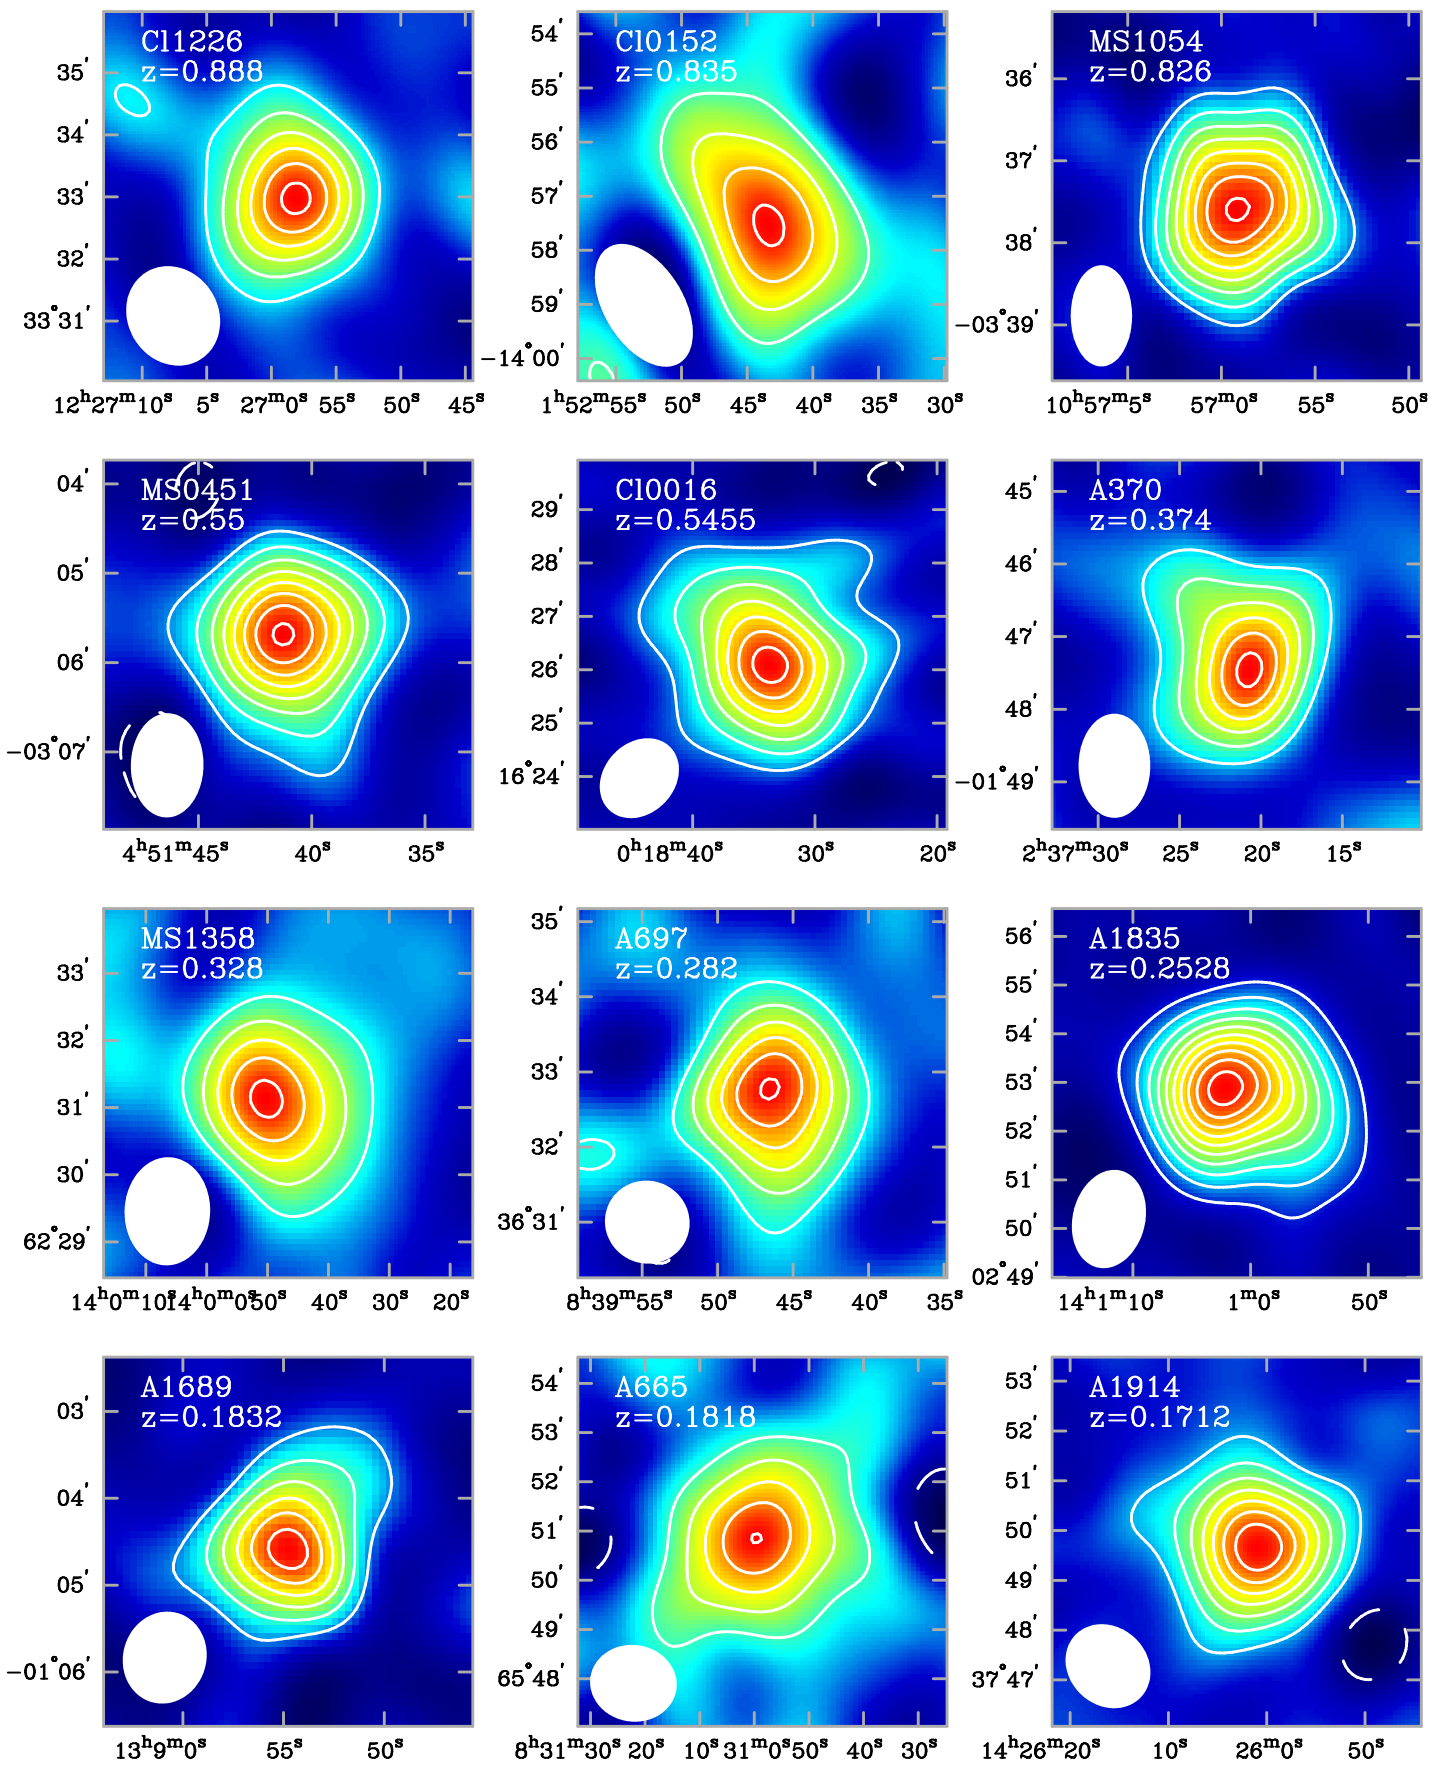 Cl1226
z=0.888
35′
34′
33′
32′
33°31′
12ʰ27ᵐ10ˢ 5ˢ 27ᵐ0ˢ 55ˢ 50ˢ 45ˢ
Cl0152
z=0.835
54′
55′
56′
57′
58′
59′
−14°00′
1ʰ52ᵐ55ˢ 50ˢ 45ˢ 40ˢ 35ˢ 30ˢ
MS1054
z=0.826
36′
37′
38′
−03°39′
10ʰ57ᵐ5ˢ 57ᵐ0ˢ 55ˢ 50ˢ
MS0451
z=0.55
04′
05′
06′
−03°07′
4ʰ51ᵐ45ˢ 40ˢ 35ˢ
Cl0016
z=0.5455
29′
28′
27′
26′
25′
16°24′
0ʰ18ᵐ40ˢ 30ˢ 20ˢ
A370
z=0.374
45′
46′
47′
48′
−01°49′
2ʰ37ᵐ30ˢ 25ˢ 20ˢ 15ˢ
MS1358
z=0.328
33′
32′
31′
30′
62°29′
14ʰ0ᵐ10ˢ 14ʰ0ᵐ0ˢ 50ˢ 40ˢ 30ˢ 20ˢ
A697
z=0.282
35′
34′
33′
32′
36°31′
8ʰ39ᵐ55ˢ 50ˢ 45ˢ 40ˢ 35ˢ
A1835
z=0.2528
56′
55′
54′
53′
52′
51′
50′
02°49′
14ʰ1ᵐ10ˢ 1ᵐ0ˢ 50ˢ
A1689
z=0.1832
03′
04′
05′
−01°06′
13ʰ9ᵐ0ˢ 55ˢ 50ˢ
A665
z=0.1818
54′
53′
52′
51′
50′
49′
65°48′
8ʰ31ᵐ30ˢ 20ˢ 10ˢ 31ᵐ0ˢ 50ˢ 40ˢ 30ˢ
A1914
z=0.1712
53′
52′
51′
50′
49′
48′
37°47′
14ʰ26ᵐ20ˢ 10ˢ 26ᵐ0ˢ 50ˢ